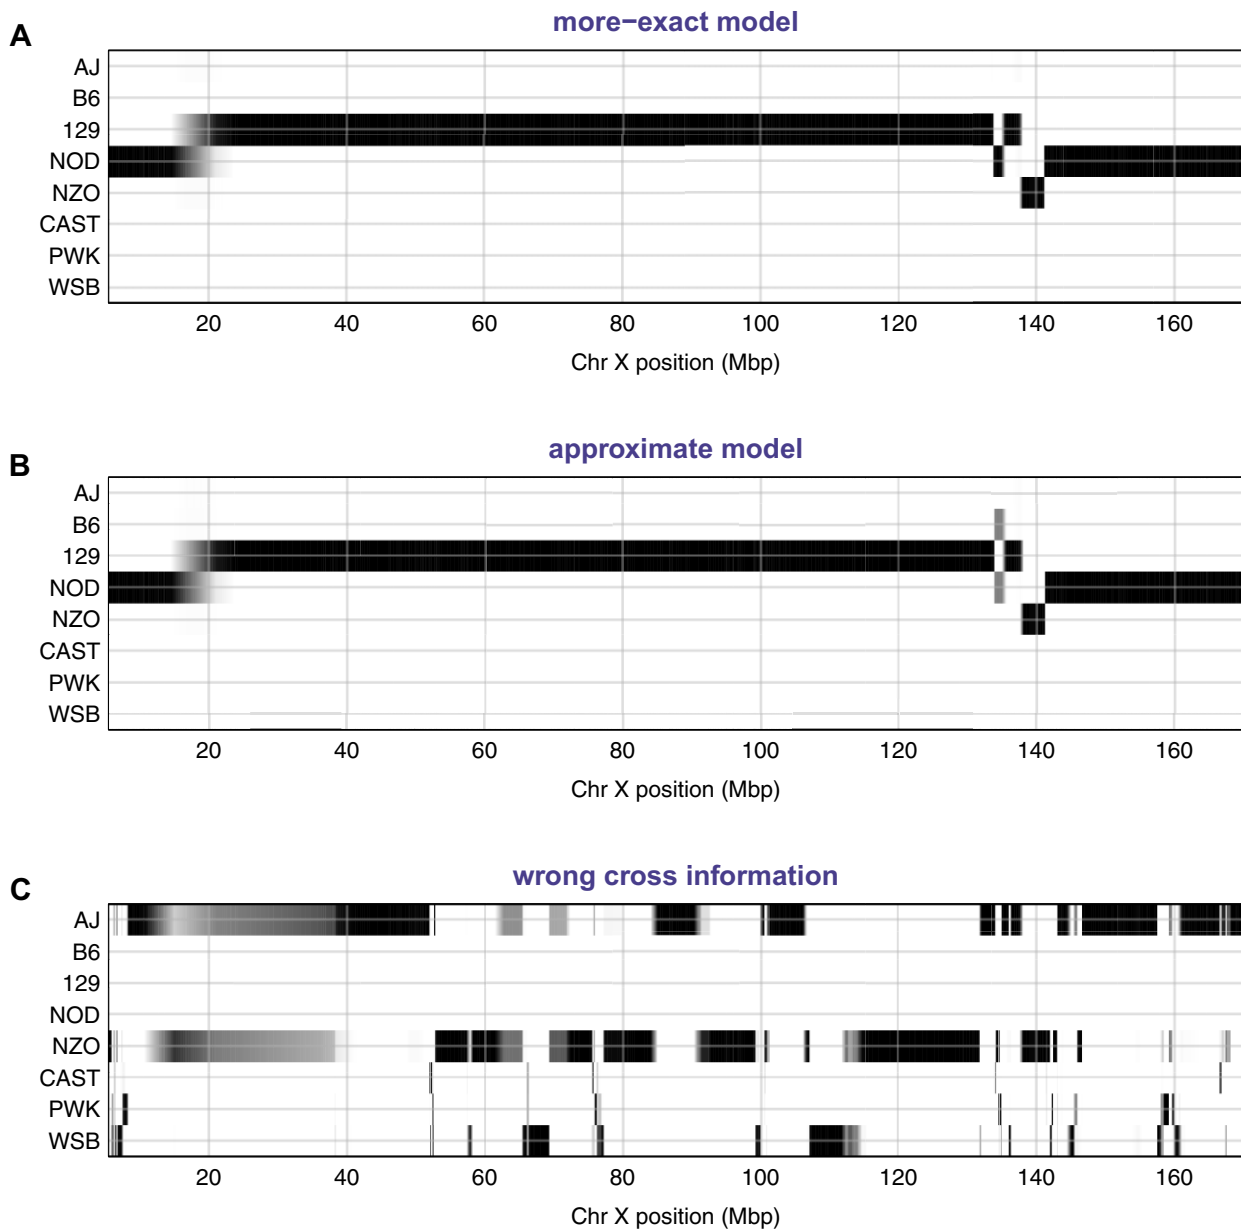 A
more−exact model
AJ
B6
129
NOD
NZO
CAST
PWK
WSB
20 40 60 80 100 120 140 160
Chr X position (Mbp)
B
approximate model
AJ
B6
129
NOD
NZO
CAST
PWK
WSB
20 40 60 80 100 120 140 160
Chr X position (Mbp)
C
wrong cross information
AJ
B6
129
NOD
NZO
CAST
PWK
WSB
20 40 60 80 100 120 140 160
Chr X position (Mbp)